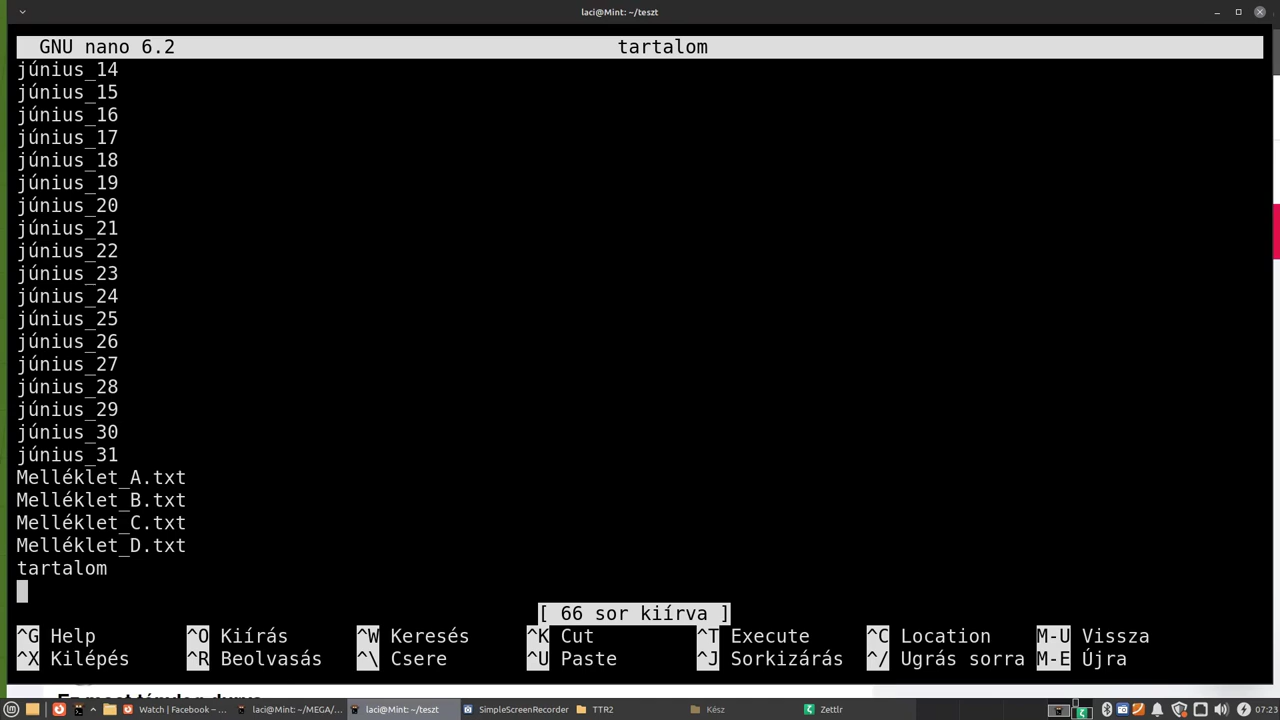 laci@Mint: ~/teszt
GNU nano 6.2 tartalom
június_14
június_15
június_16
június_17
június_18
június_19
június_20
június_21
június_22
június_23
június_24
június_25
június_26
június_27
június_28
június_29
június_30
június_31
Melléklet_A.txt
Melléklet_B.txt
Melléklet_C.txt
Melléklet_D.txt
tartalom
[ 66 sor kiírva ]
^G Help ^O Kiírás ^W Keresés ^K Cut ^T Execute ^C Location M-U Vissza
^X Kilépés ^R Beolvasás ^\ Csere ^U Paste ^J Sorkizárás ^/ Ugrás sorra M-E Újra
Watch | Facebook – ... laci@Mint: ~/MEGA/... laci@Mint: ~/teszt SimpleScreenRecorder TTR2 Kész Zettlr 07:23